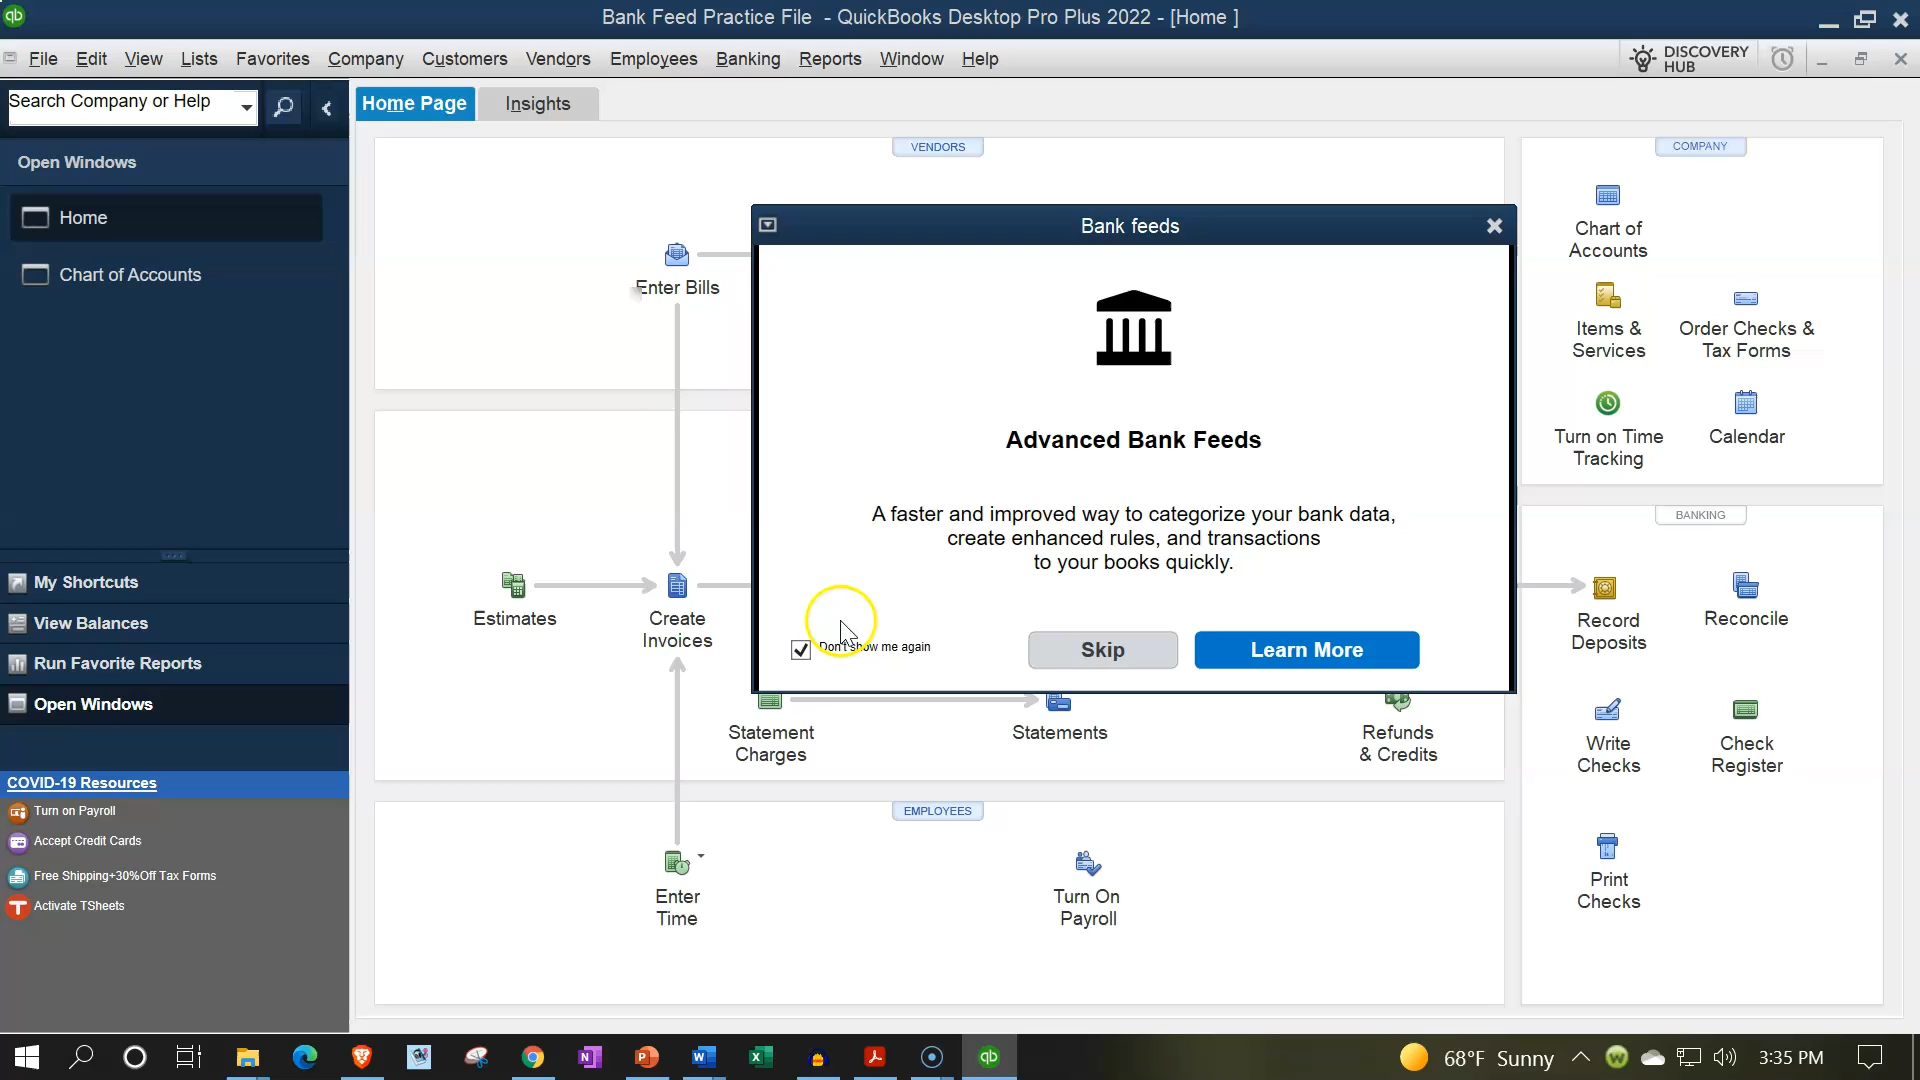 qb
Bank Feed Practice File - QuickBooks Desktop Pro Plus 2022 - [Home ]
File Edit View Lists Favorites Company Customers Vendors Employees Banking Reports Window Help
DISCOVERY
HUB
Search Company or Help
Home Page
Insights
Open Windows
Home
Chart of Accounts
My Shortcuts
View Balances
Run Favorite Reports
Open Windows
COVID-19 Resources
Turn on Payroll
Accept Credit Cards
Free Shipping+30%Off Tax Forms
Activate TSheets
VENDORS
Enter Bills
Bank feeds
Advanced Bank Feeds
A faster and improved way to categorize your bank data,
create enhanced rules, and transactions
to your books quickly.
Don't show me again
Skip
Learn More
Estimates
Create
Invoices
Statement
Charges
Statements
Refunds
& Credits
EMPLOYEES
Enter
Time
Turn On
Payroll
COMPANY
Chart of
Accounts
Items &
Services
Order Checks &
Tax Forms
Turn on Time
Tracking
Calendar
BANKING
Record
Deposits
Reconcile
Write
Checks
Check
Register
Print
Checks
68°F Sunny
3:35 PM